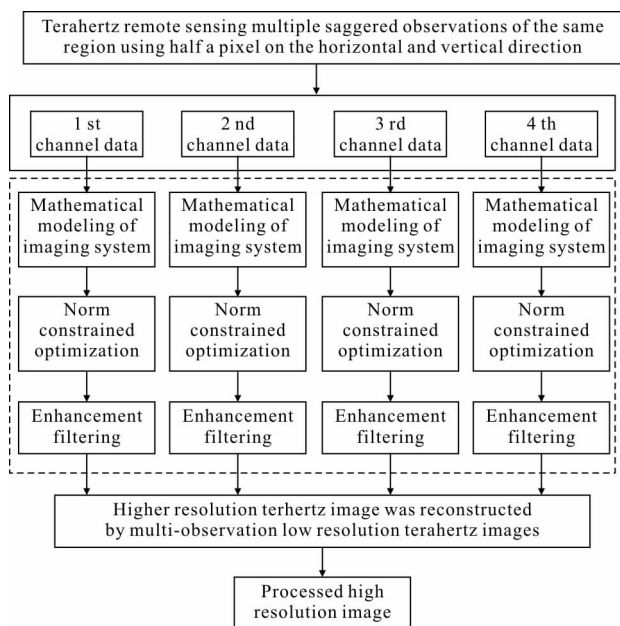 Terahertz remote sensing multiple saggered observations of the same
region using half a pixel on the horizontal and vertical direction
1 st
channel data
2 nd
channel data
3 rd
channel data
4 th
channel data
Mathematical
modeling of
imaging system
Mathematical
modeling of
imaging system
Mathematical
modeling of
imaging system
Mathematical
modeling of
imaging system
Norm
constrained
optimization
Norm
constrained
optimization
Norm
constrained
optimization
Norm
constrained
optimization
Enhancement
filtering
Enhancement
filtering
Enhancement
filtering
Enhancement
filtering
Higher resolution terhertz image was reconstructed
by multi-observation low resolution terahertz images
Processed high
resolution image